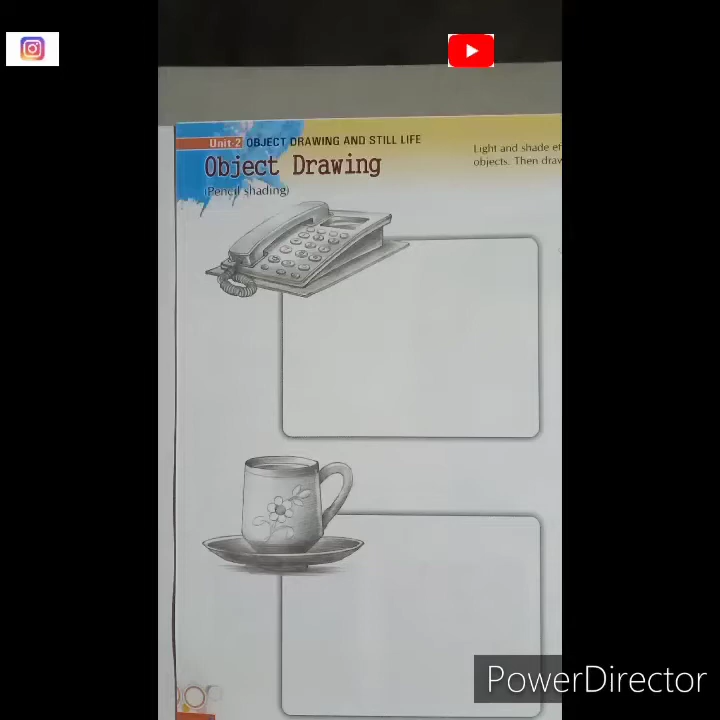 Unit-2 OBJECT DRAWING AND STILL LIFE
Object Drawing
(Pencil shading)
Light and shade ef
objects. Then draw
PowerDirector